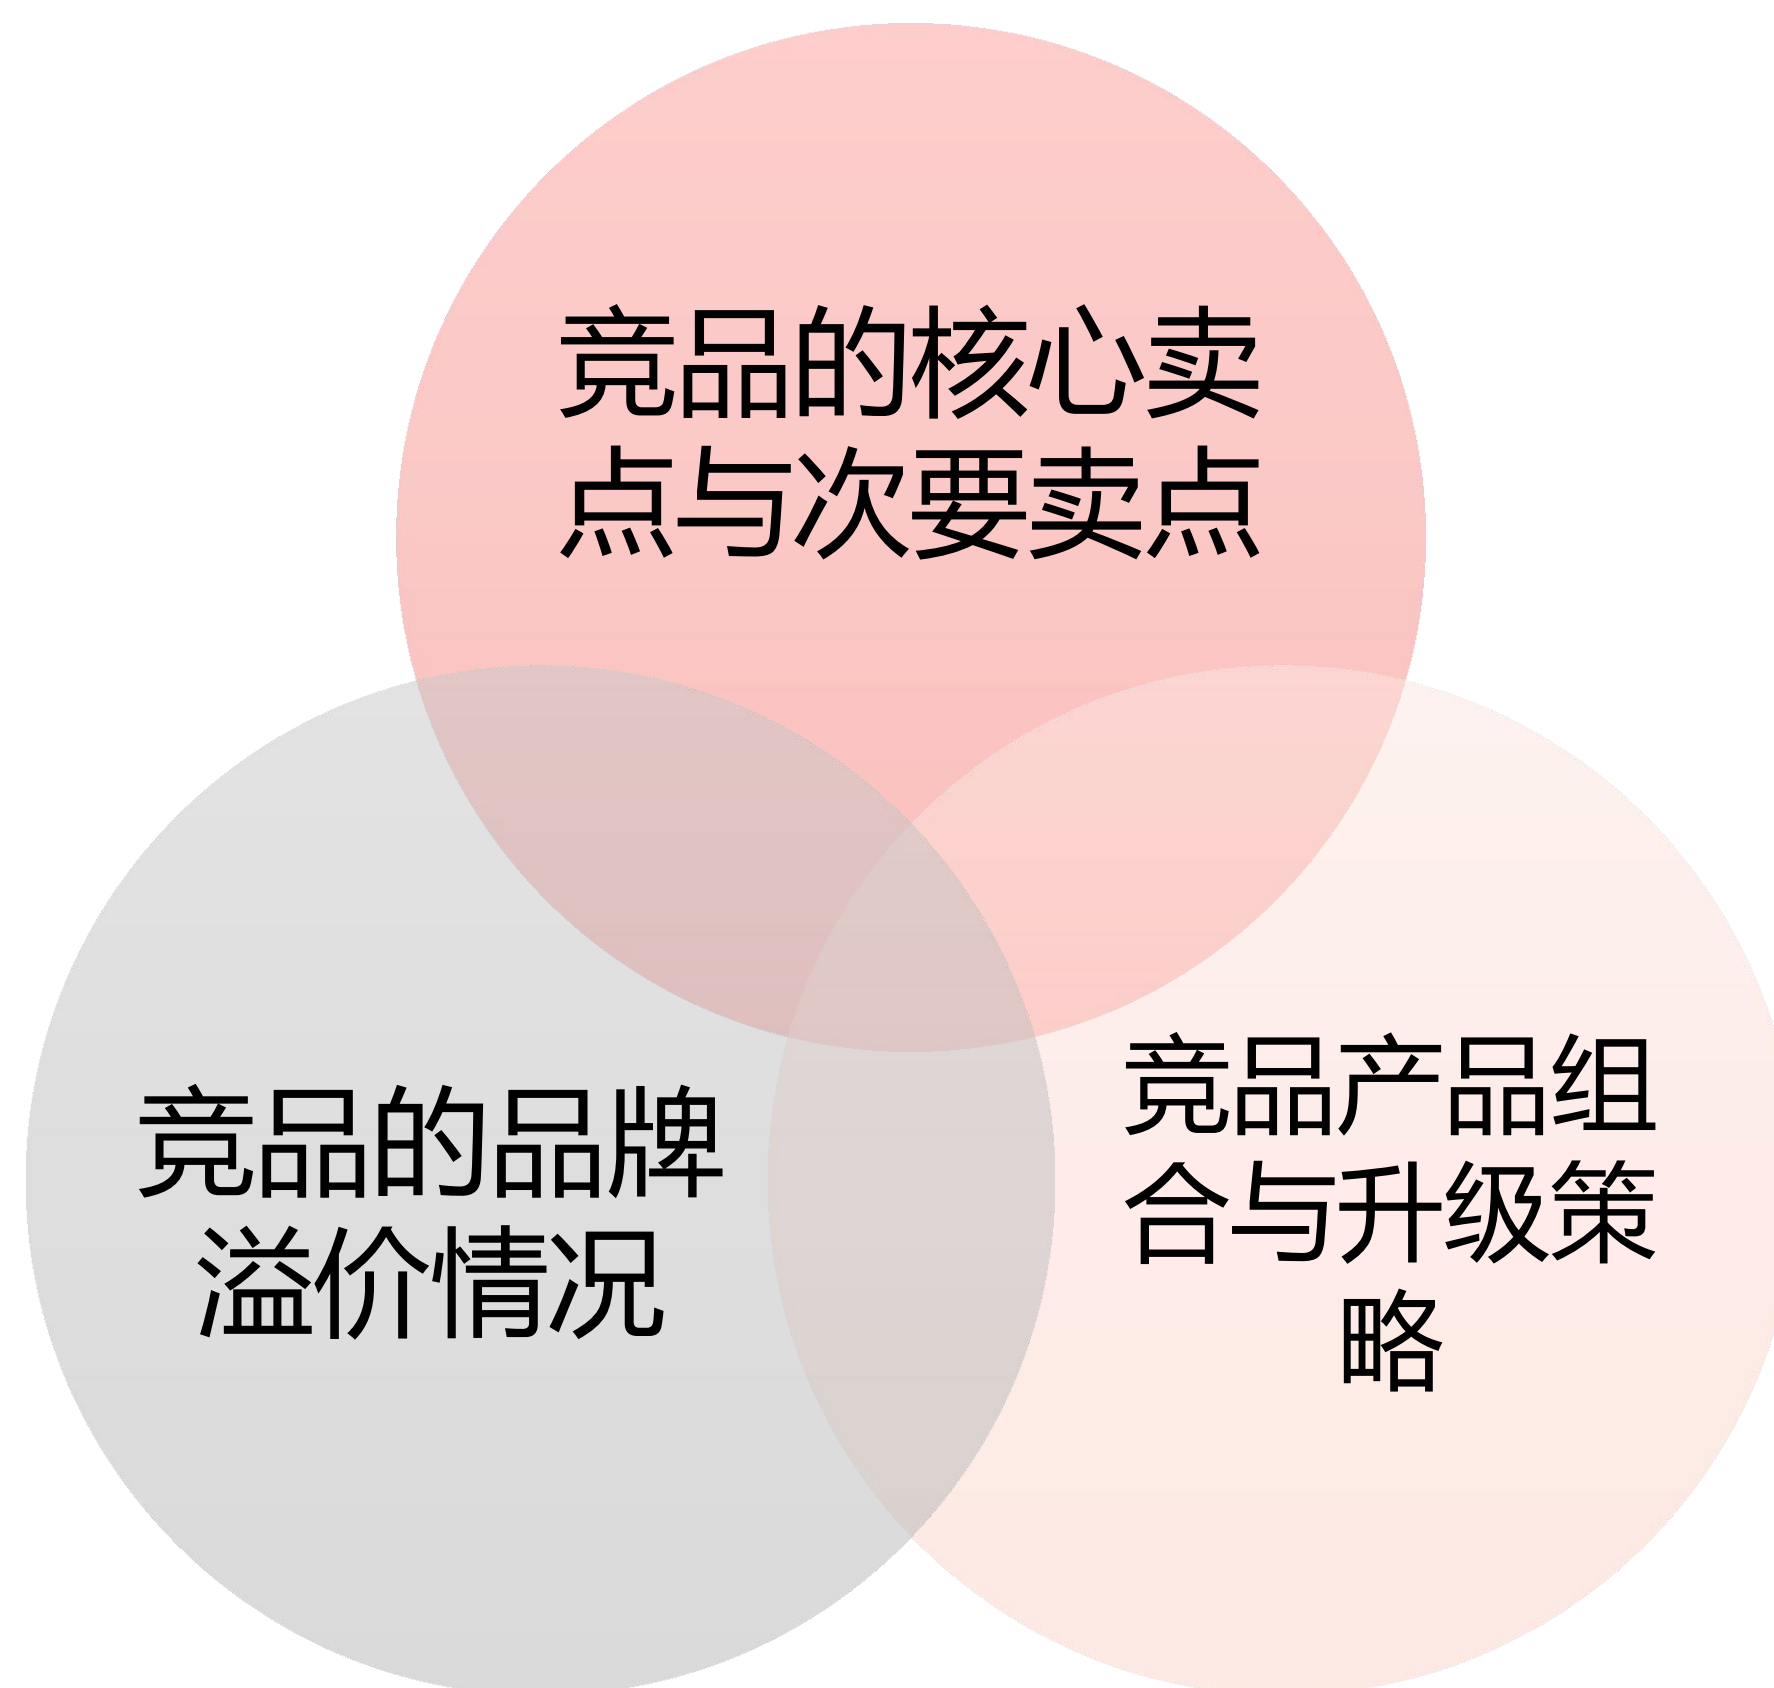 竞品的核心卖
点与次要卖点
竞品的品牌
溢价情况
竞品产品组
合与升级策
略